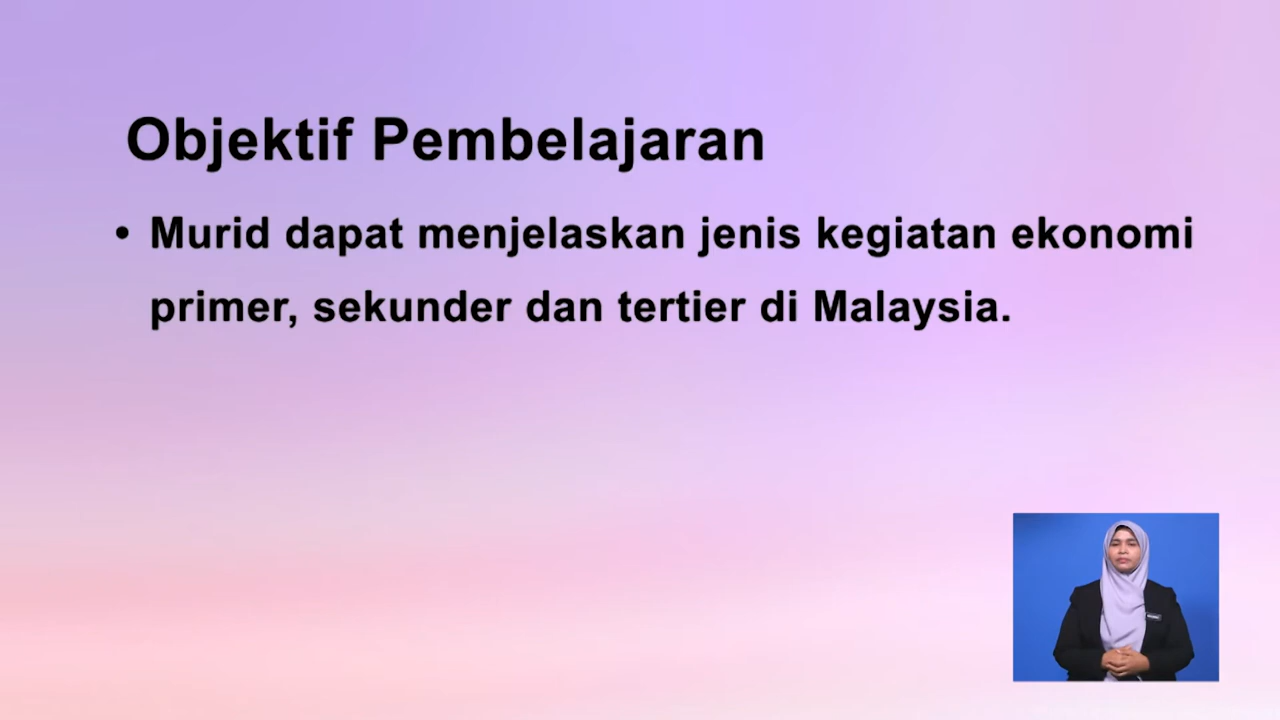 Objektif Pembelajaran
• Murid dapat menjelaskan jenis kegiatan ekonomi
primer, sekunder dan tertier di Malaysia.